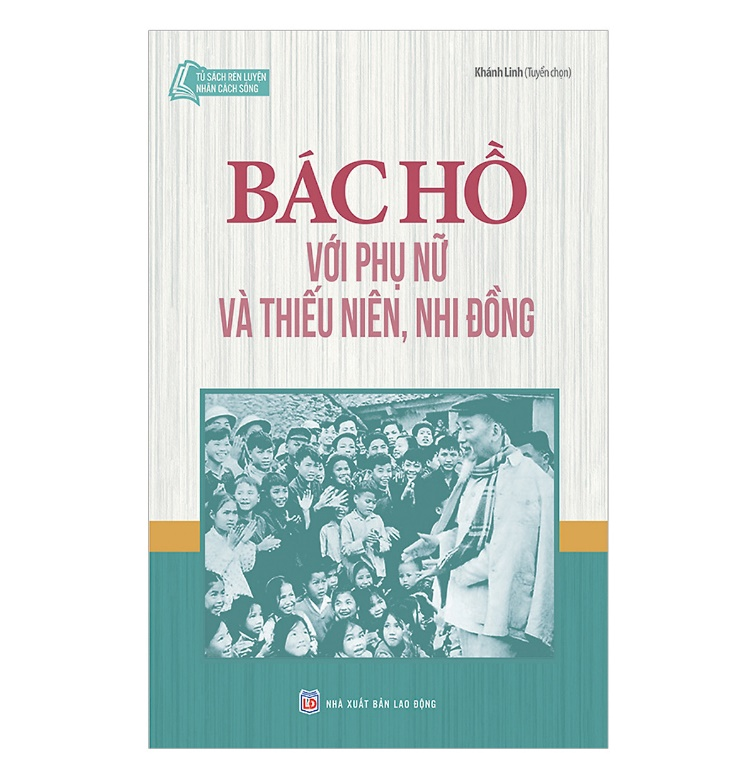 TỦ SÁCH RÈN LUYỆN
NHÂN CÁCH SỐNG
Khánh Linh (Tuyển chọn)
BÁC HỒ
VỚI PHỤ NỮ
VÀ THIẾU NIÊN, NHI ĐỒNG
LĐ
NHÀ XUẤT BẢN LAO ĐỘNG